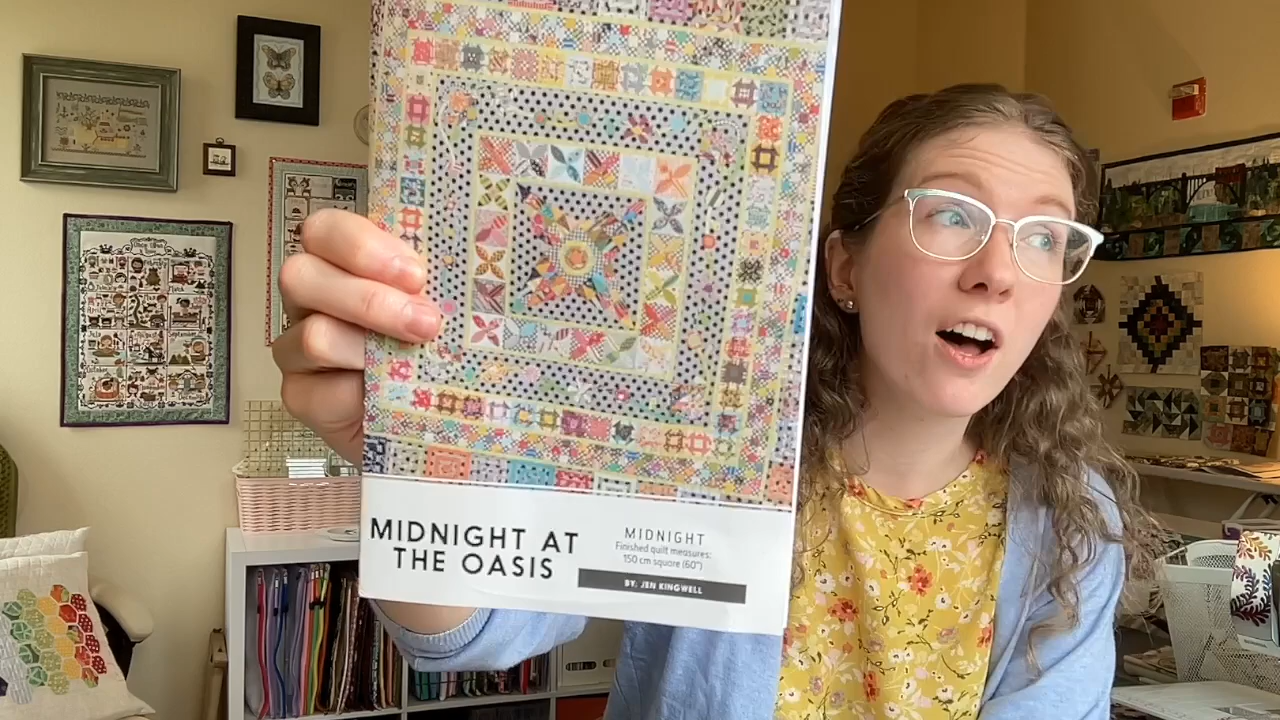 MIDNIGHT AT
THE OASIS
MIDNIGHT
Finished quilt measures:
150 cm square (60")
BY: JEN KINGWELL